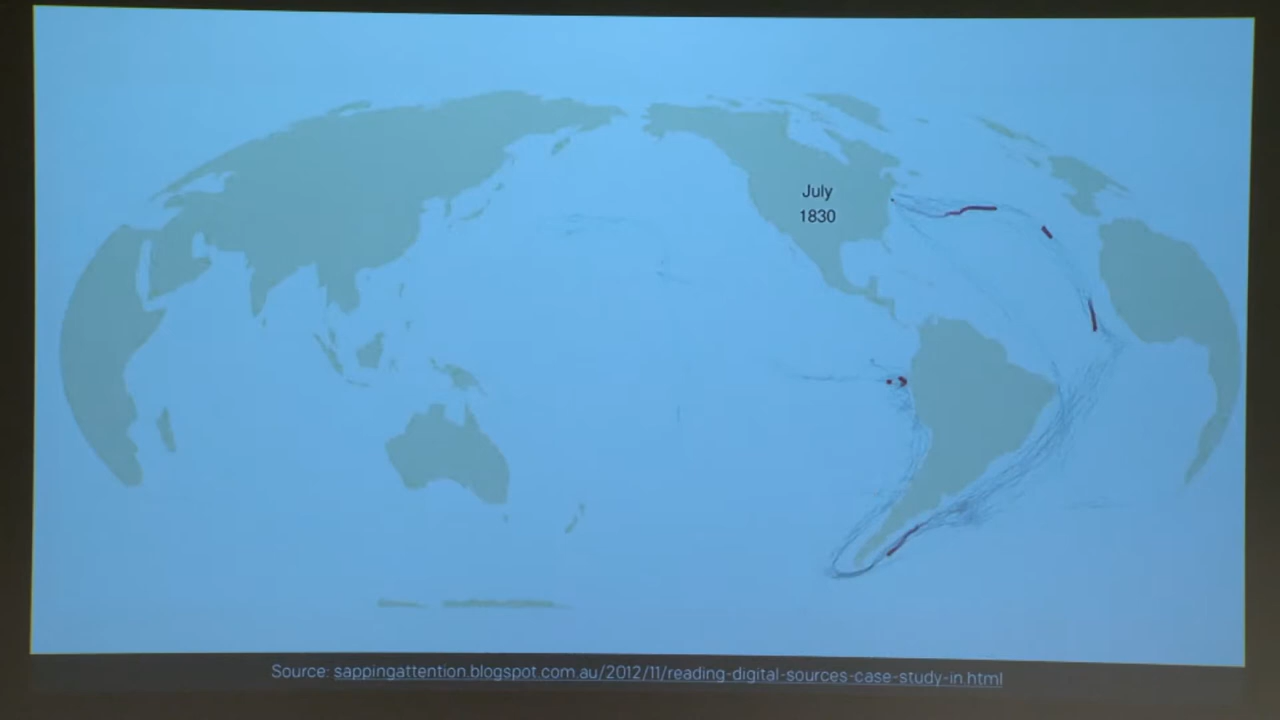 July
1830
Source: sappingattention.blogspot.com.au/2012/11/reading-digital-sources-case-study-in.html